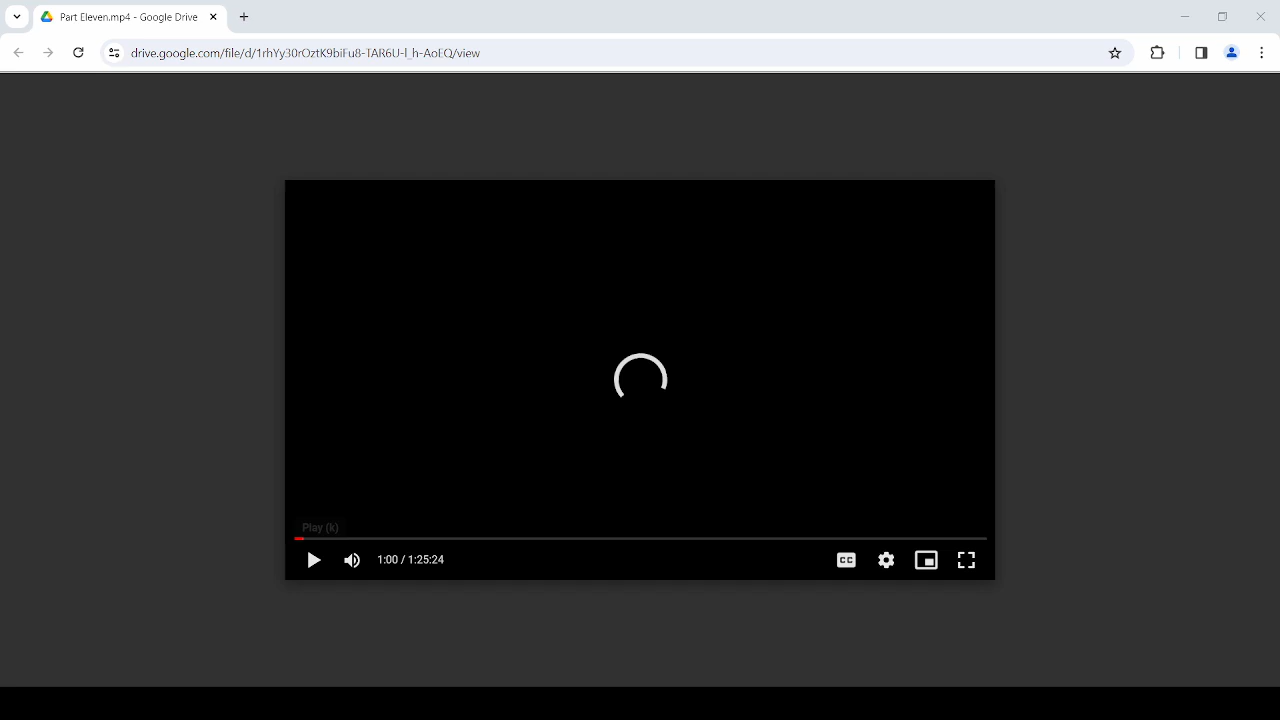 Part Eleven.mp4 - Google Drive
drive.google.com/file/d/1rhYy30rOztK9biFu8-TAR6U-l_h-AoEQ/view
Play (k)
1:00 / 1:25:24
CC